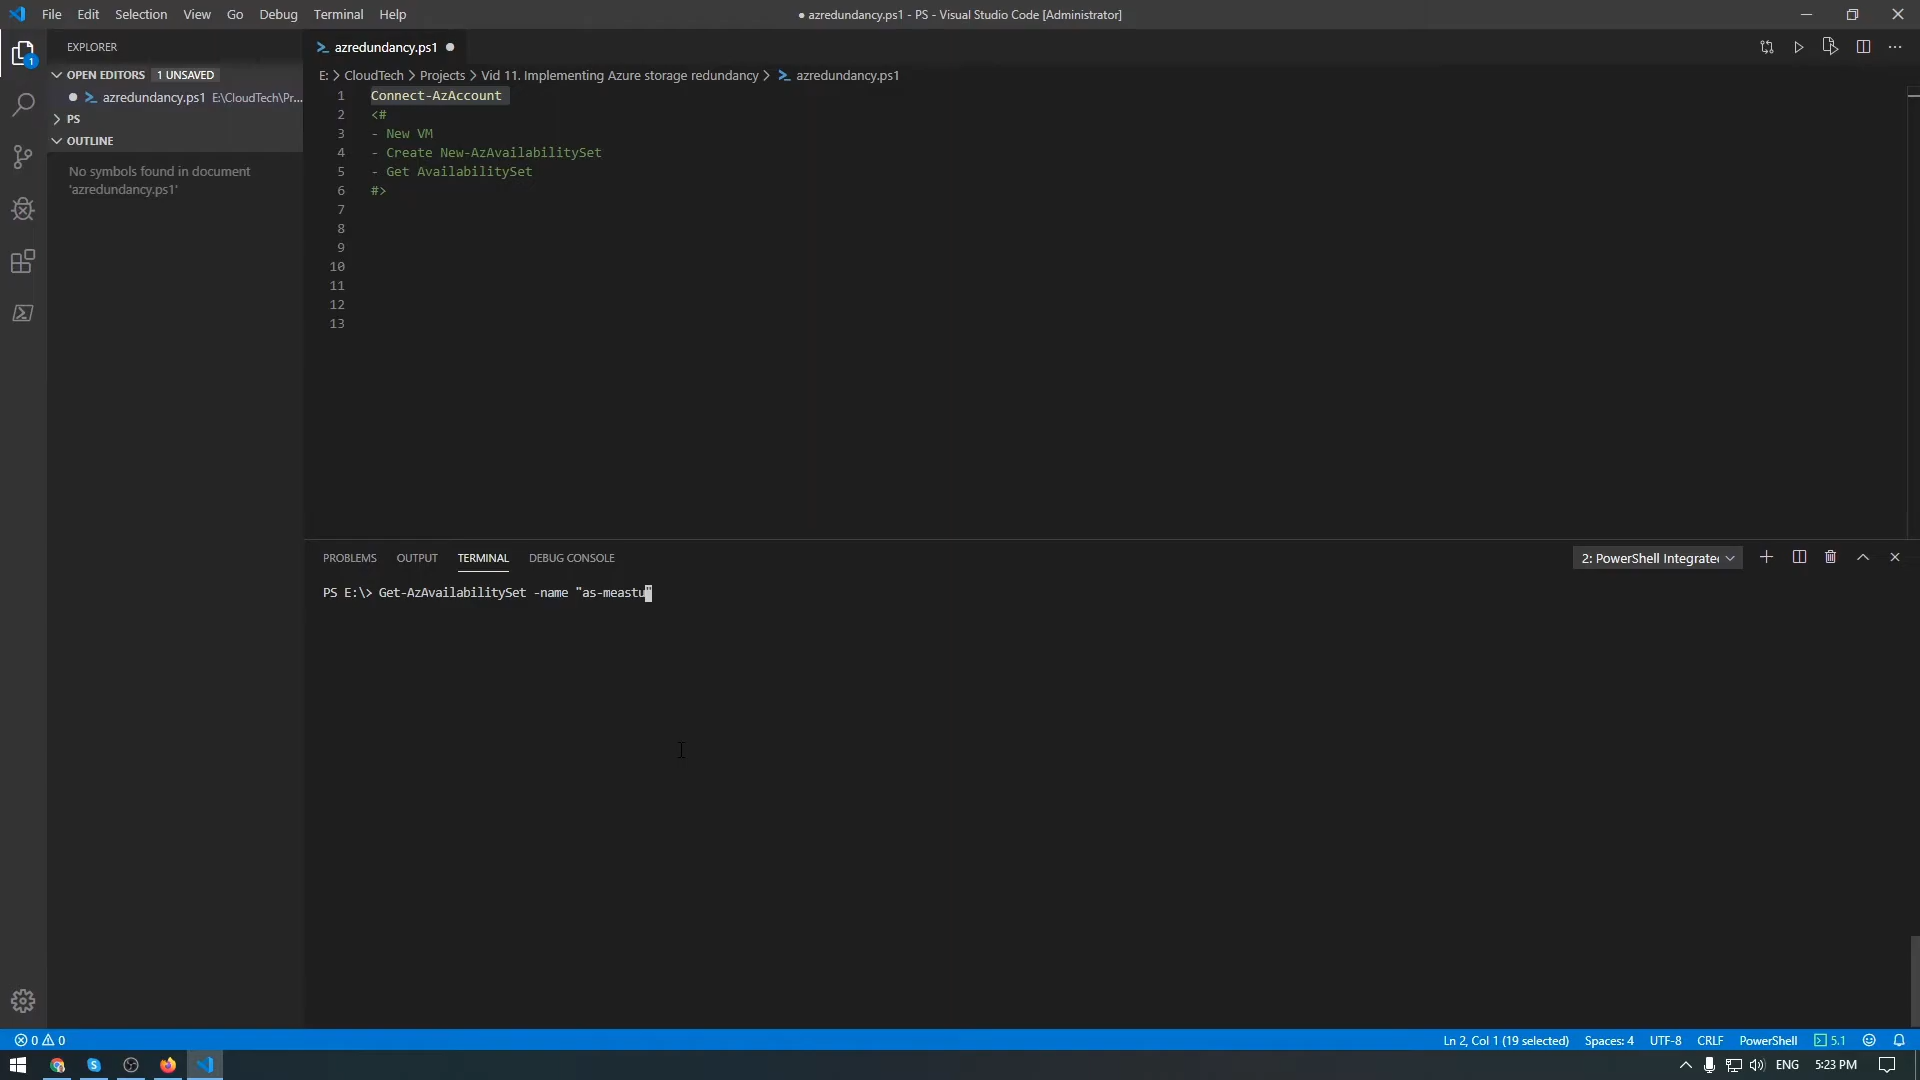 File Edit Selection View Go Debug Terminal Help
● azredundancy.ps1 - PS - Visual Studio Code [Administrator]
EXPLORER
OPEN EDITORS 1 UNSAVED
azredundancy.ps1 E:\CloudTech\Pr...
PS
OUTLINE
No symbols found in document
'azredundancy.ps1'
1
azredundancy.ps1
E: > CloudTech > Projects > Vid 11. Implementing Azure storage redundancy > azredundancy.ps1
1 Connect-AzAccount
2 <#
3 - New VM
4 - Create New-AzAvailabilitySet
5 - Get AvailabilitySet
6 #>
7
8
9
10
11
12
13
PROBLEMS OUTPUT TERMINAL DEBUG CONSOLE
2: PowerShell Integrate
PS E:\> Get-AzAvailabilitySet -name "as-meastu"
0 0
Ln 2, Col 1 (19 selected) Spaces: 4 UTF-8 CRLF PowerShell 5.1
ENG 5:23 PM